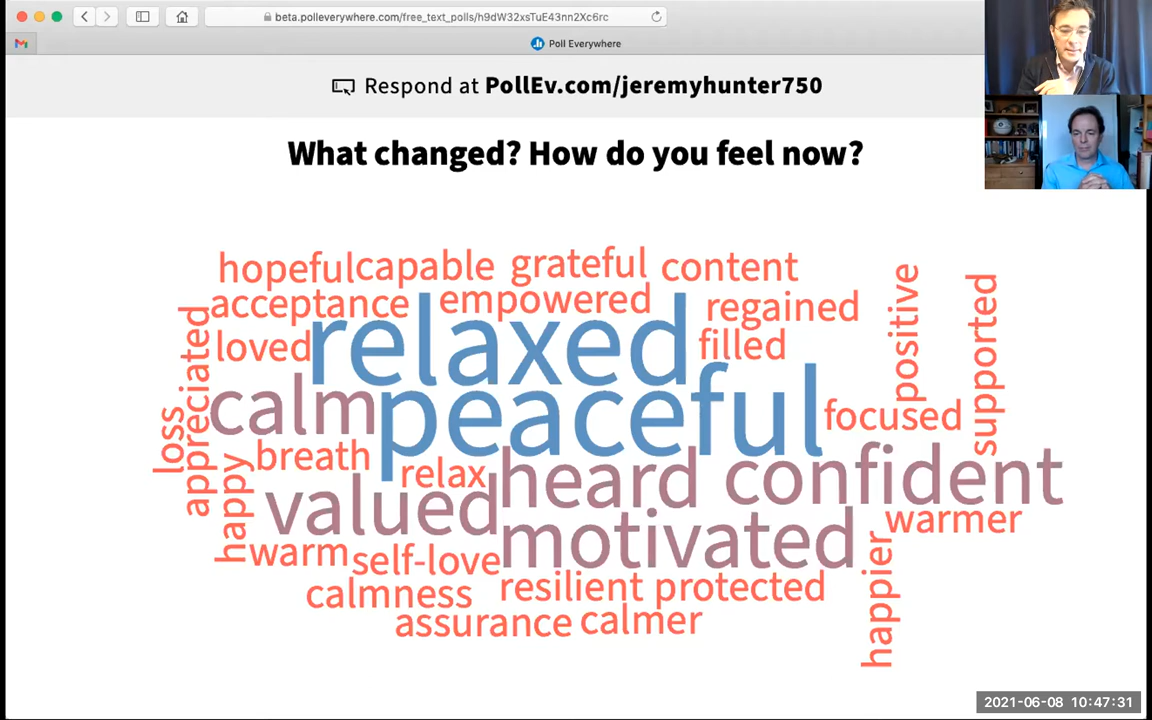 beta.polleverywhere.com/free_text_polls/h9dW32xsTuE43nn2Xc6rc
Poll Everywhere
Respond at PollEv.com/jeremyhunter750
What changed? How do you feel now?
hopeful capable grateful content
acceptance empowered regained
positive
supported
appreciated
loved relaxed filled
calm peaceful focused
loss
breath relax heard confident
happy
valued motivated warmer
warm self-love
happier
calmness resilient protected
assurance calmer
2021-06-08 10:47:31